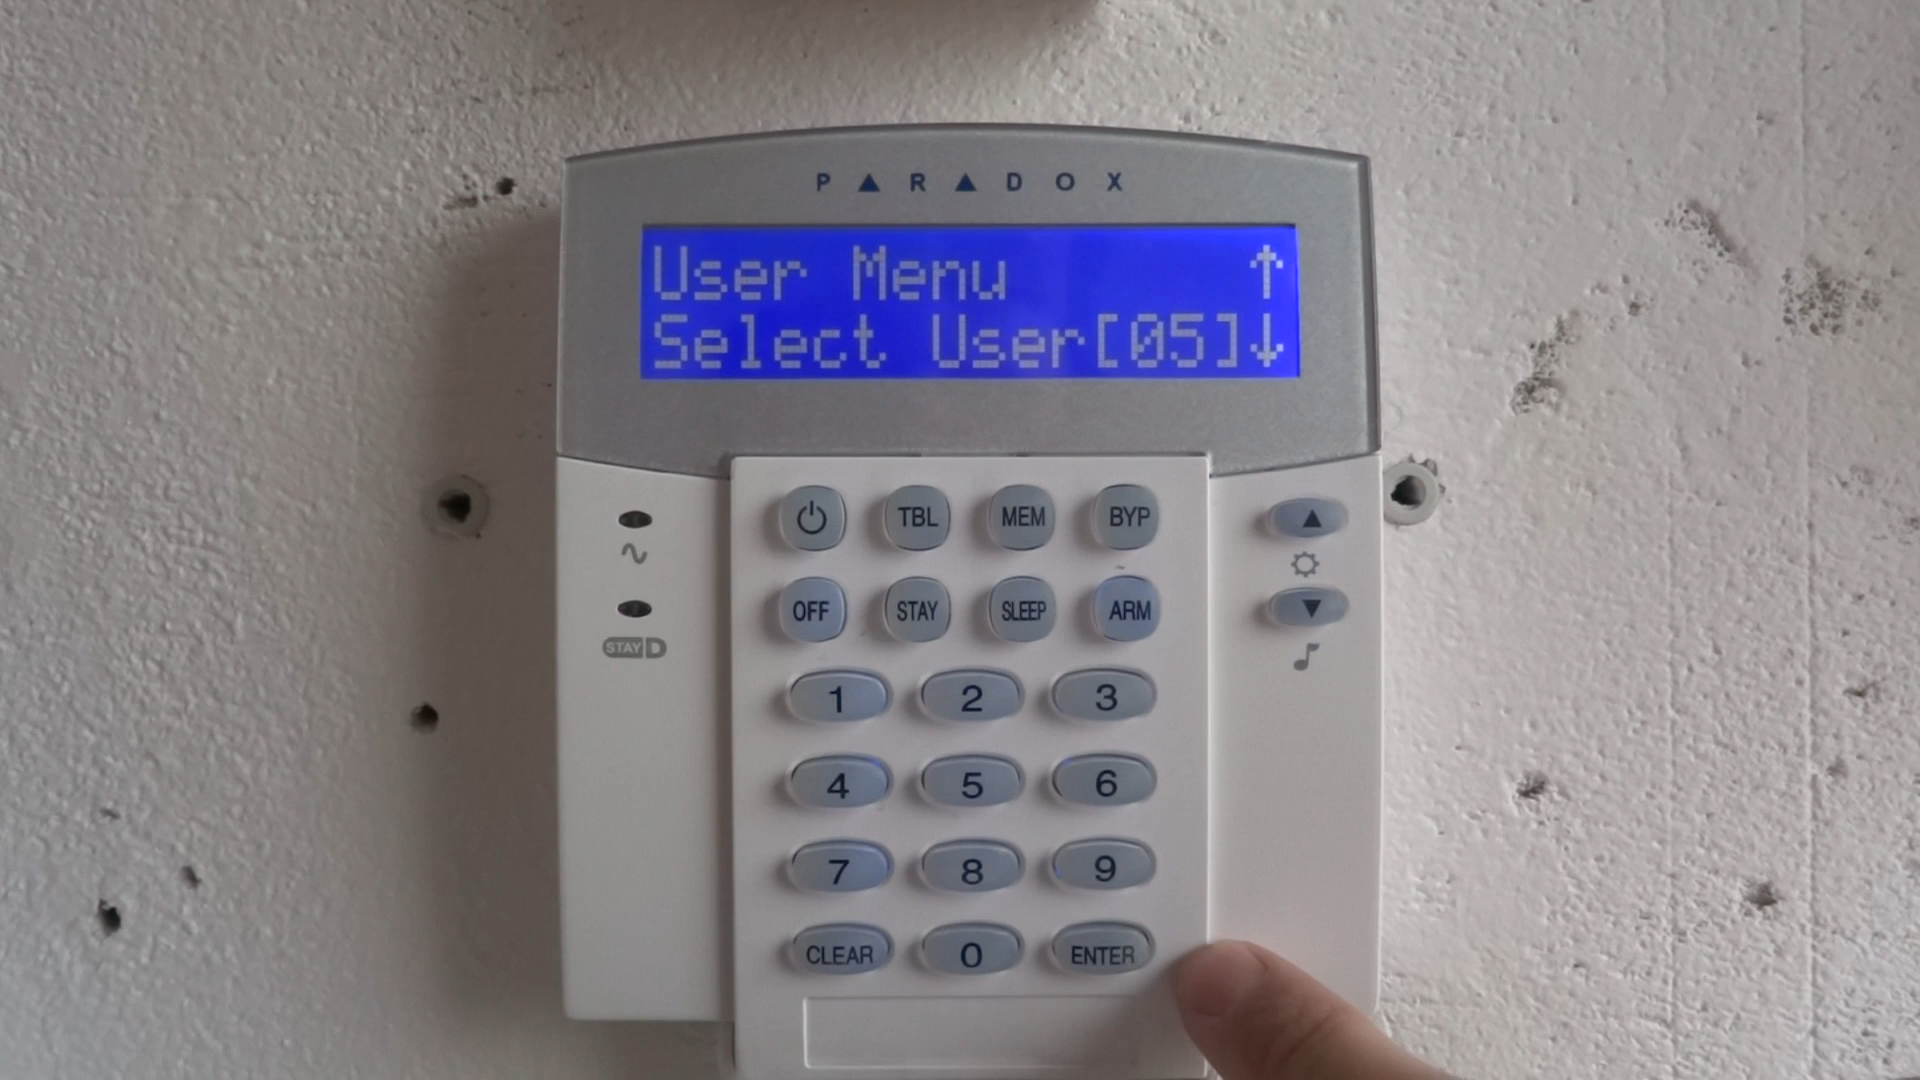 PARADOX
User Menu ↑
Select User[05]↓
TBL MEM BYP
OFF STAY SLEEP ARM
STAY D
1 2 3
4 5 6
7 8 9
CLEAR 0 ENTER